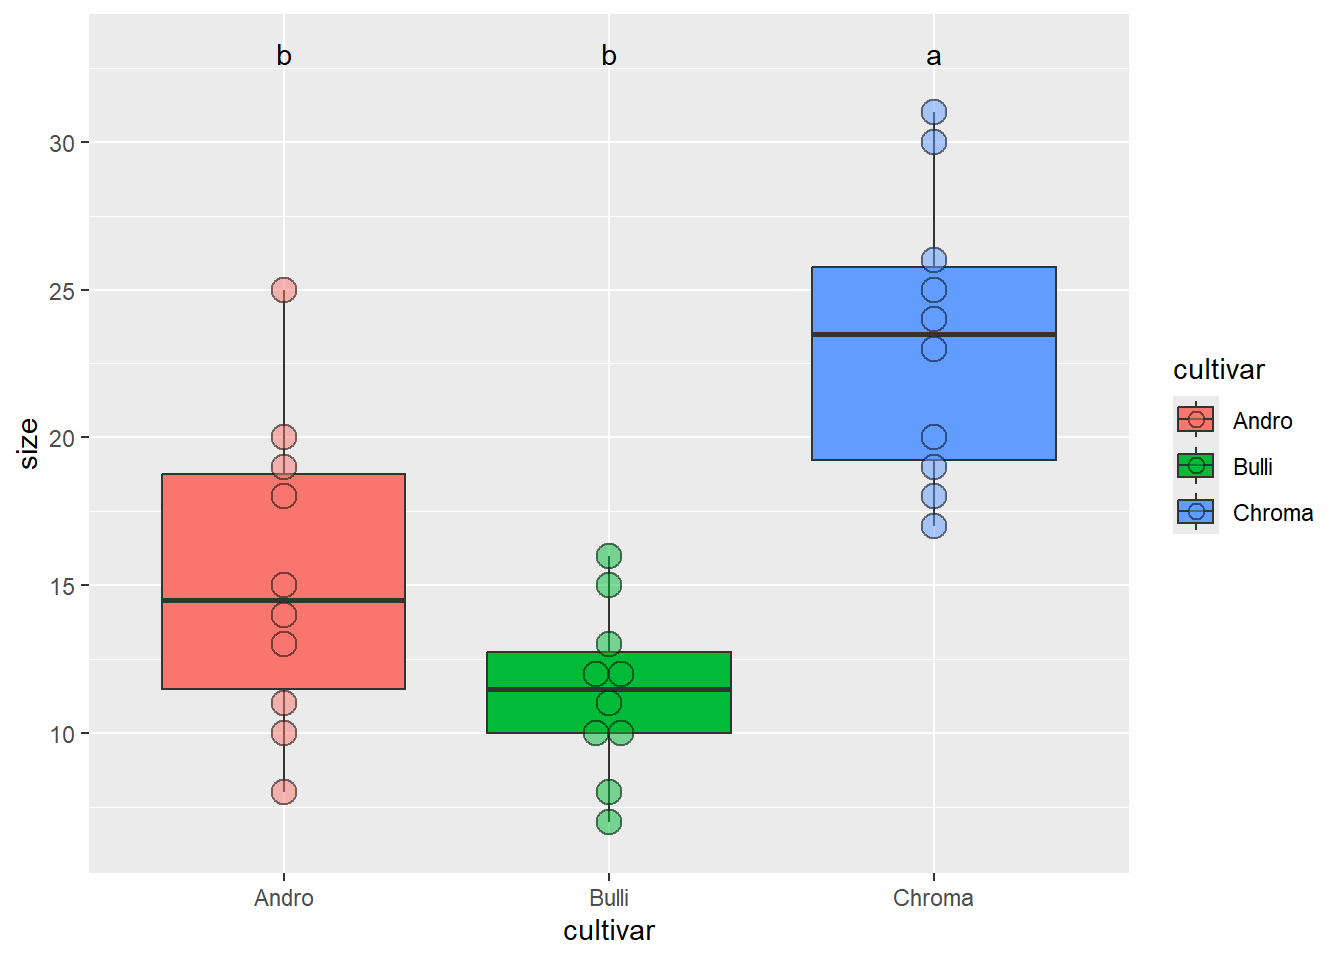 b b a
30
25
20
15
10
size
Andro Bulli Chroma
cultivar
cultivar
Andro
Bulli
Chroma